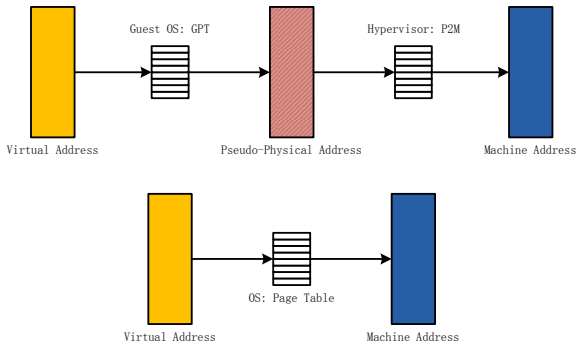 Guest OS: GPT
Hypervisor: P2M
Virtual Address
Pseudo-Physical Address
Machine Address
OS: Page Table
Virtual Address
Machine Address